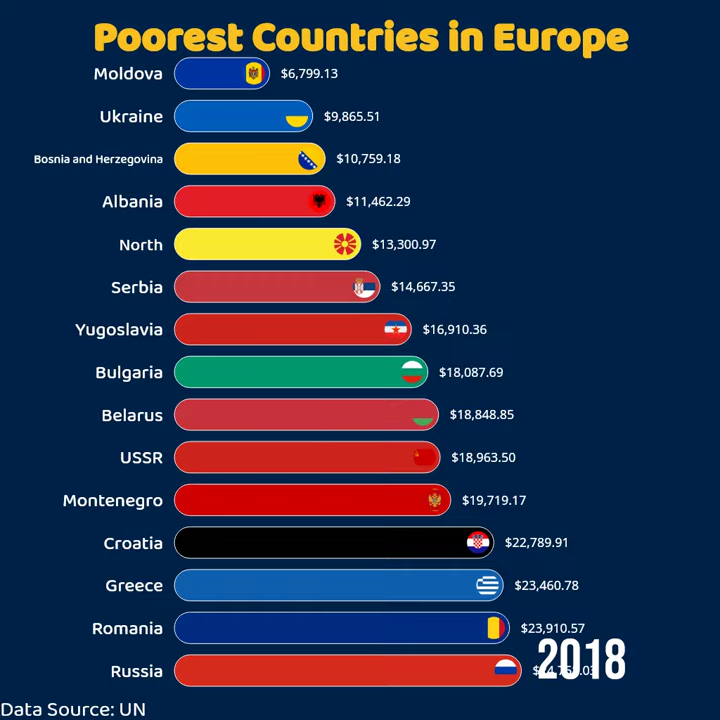 Poorest Countries in Europe
Moldova $6,799.13
Ukraine $9,865.51
Bosnia and Herzegovina $10,759.18
Albania $11,462.29
North $13,300.97
Serbia $14,667.35
Yugoslavia $16,910.36
Bulgaria $18,087.69
Belarus $18,848.85
USSR $18,963.50
Montenegro $19,719.17
Croatia $22,789.91
Greece $23,460.78
Romania $23,910.57
Russia
2018
Data Source: UN